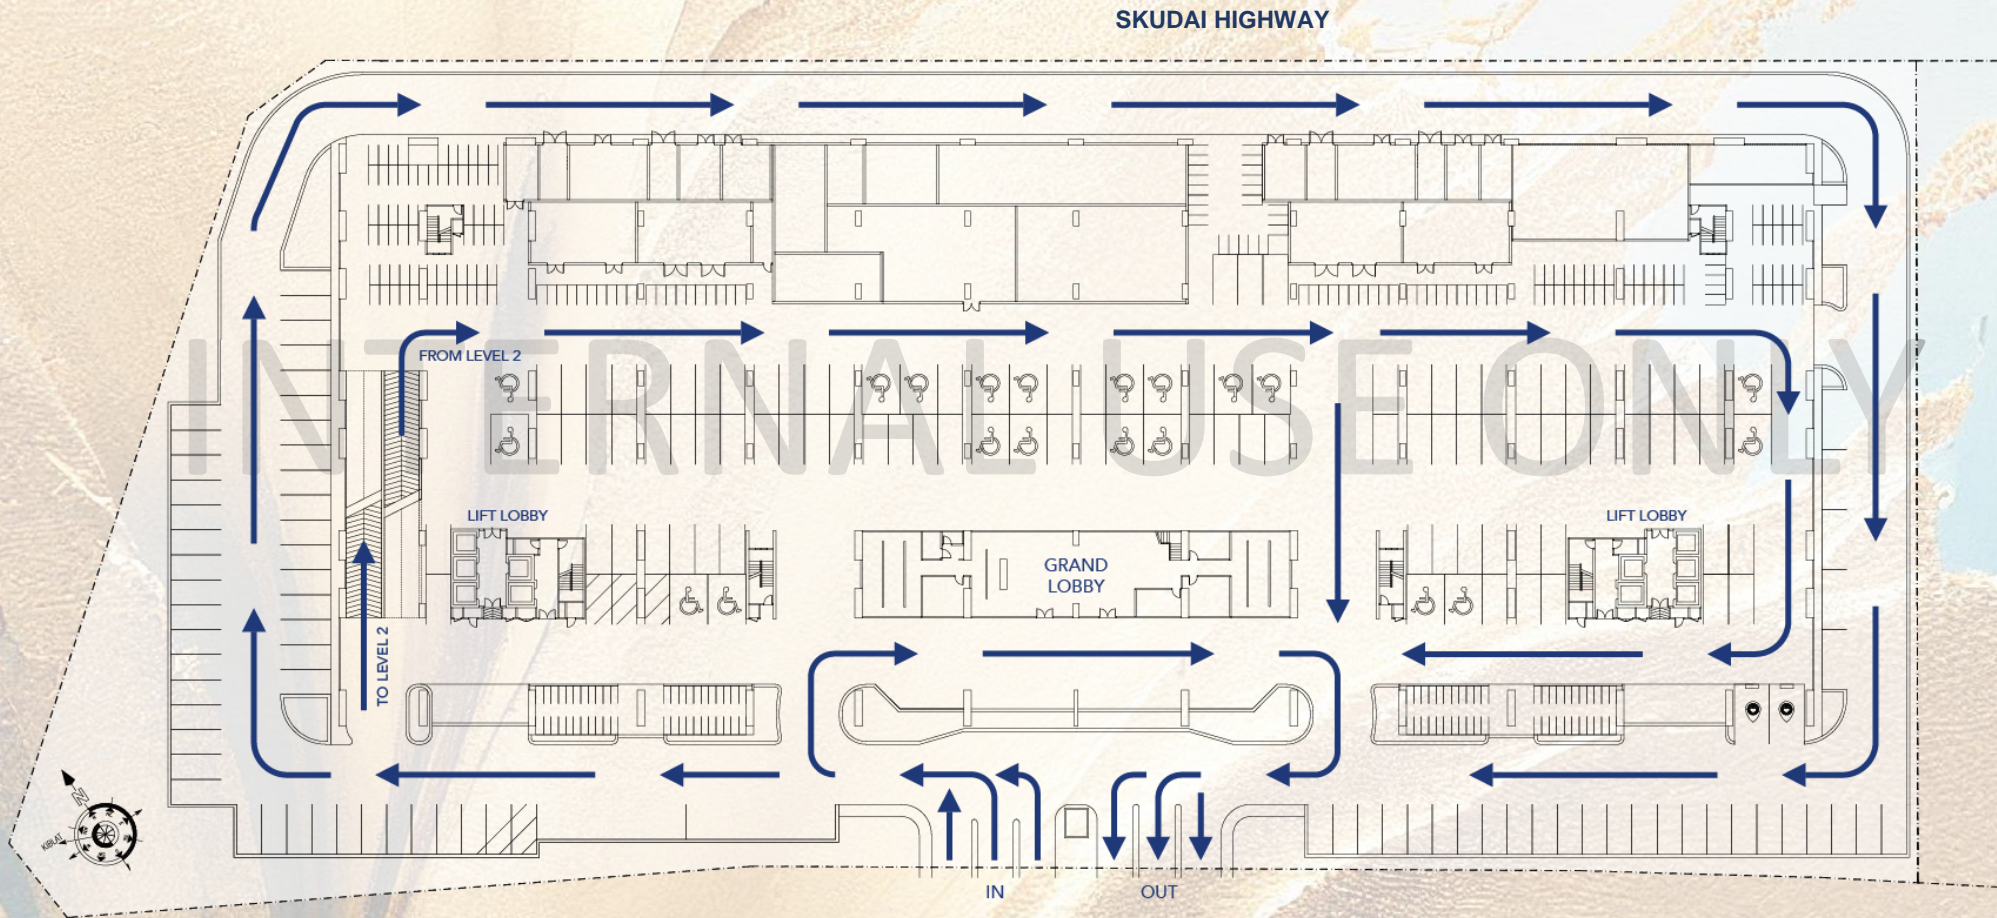 SKUDAI HIGHWAY
FROM LEVEL 2
INTERNAL USE ONLY
LIFT LOBBY
LIFT LOBBY
GRAND
LOBBY
TO LEVEL 2
N
KIBLAT
IN
OUT